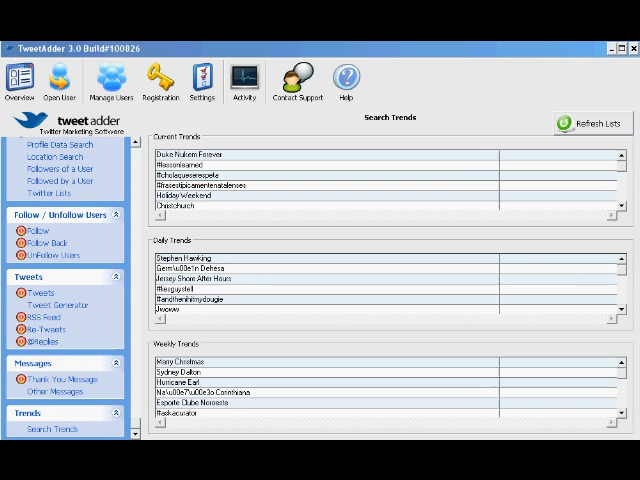 TweetAdder 3.0 Build#100826
Overview
Open User
Manage Users
Registration
Settings
Activity
Contact Support
Help
tweet adder
Twitter Marketing Software
Search Trends
Refresh Lists
Profile Data Search
Location Search
Followers of a User
Followed by a User
Twitter Lists
Follow / Unfollow Users
Follow
Follow Back
UnFollow Users
Tweets
Tweets
Tweet Generator
RSS Feed
Re-Tweets
@Replies
Messages
Thank You Message
Other Messages
Trends
Search Trends
Current Trends
Duke Nukem Forever
#lessonlearned
#cholaqueserespeta
#frasestipicamentenatalenses
Holiday Weekend
Christchurch
Daily Trends
Stephen Hawking
Germ\u00e1n Dehesa
Jersey Shore After Hours
#liesguystell
#andthenihitmydougie
Jwoww
Weekly Trends
Merry Christmas
Sydney Dalton
Hurricane Earl
Na\u00e7\u00e3o Corinthiana
Esporte Clube Noroeste
#askacurator